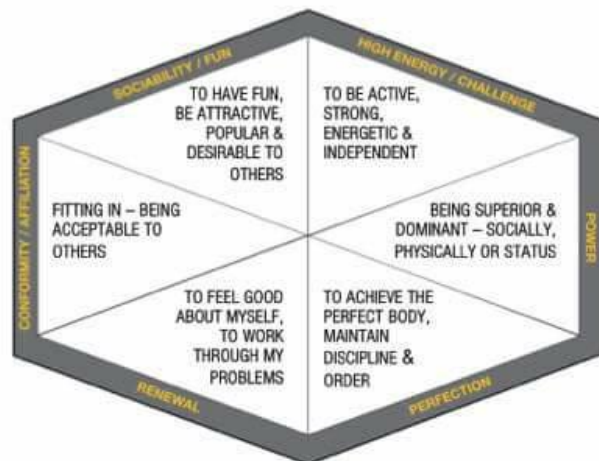 SOCIABILITY / FUN
HIGH ENERGY / CHALLENGE
TO HAVE FUN,
BE ATTRACTIVE,
POPULAR &
DESIRABLE TO
OTHERS
TO BE ACTIVE,
STRONG,
ENERGETIC &
INDEPENDENT
CONFORMITY / AFFILIATION
FITTING IN – BEING
ACCEPTABLE TO
OTHERS
BEING SUPERIOR &
DOMINANT – SOCIALLY,
PHYSICALLY OR STATUS
POWER
TO FEEL GOOD
ABOUT MYSELF,
TO WORK
THROUGH MY
PROBLEMS
TO ACHIEVE THE
PERFECT BODY,
MAINTAIN
DISCIPLINE &
ORDER
RENEWAL
PERFECTION